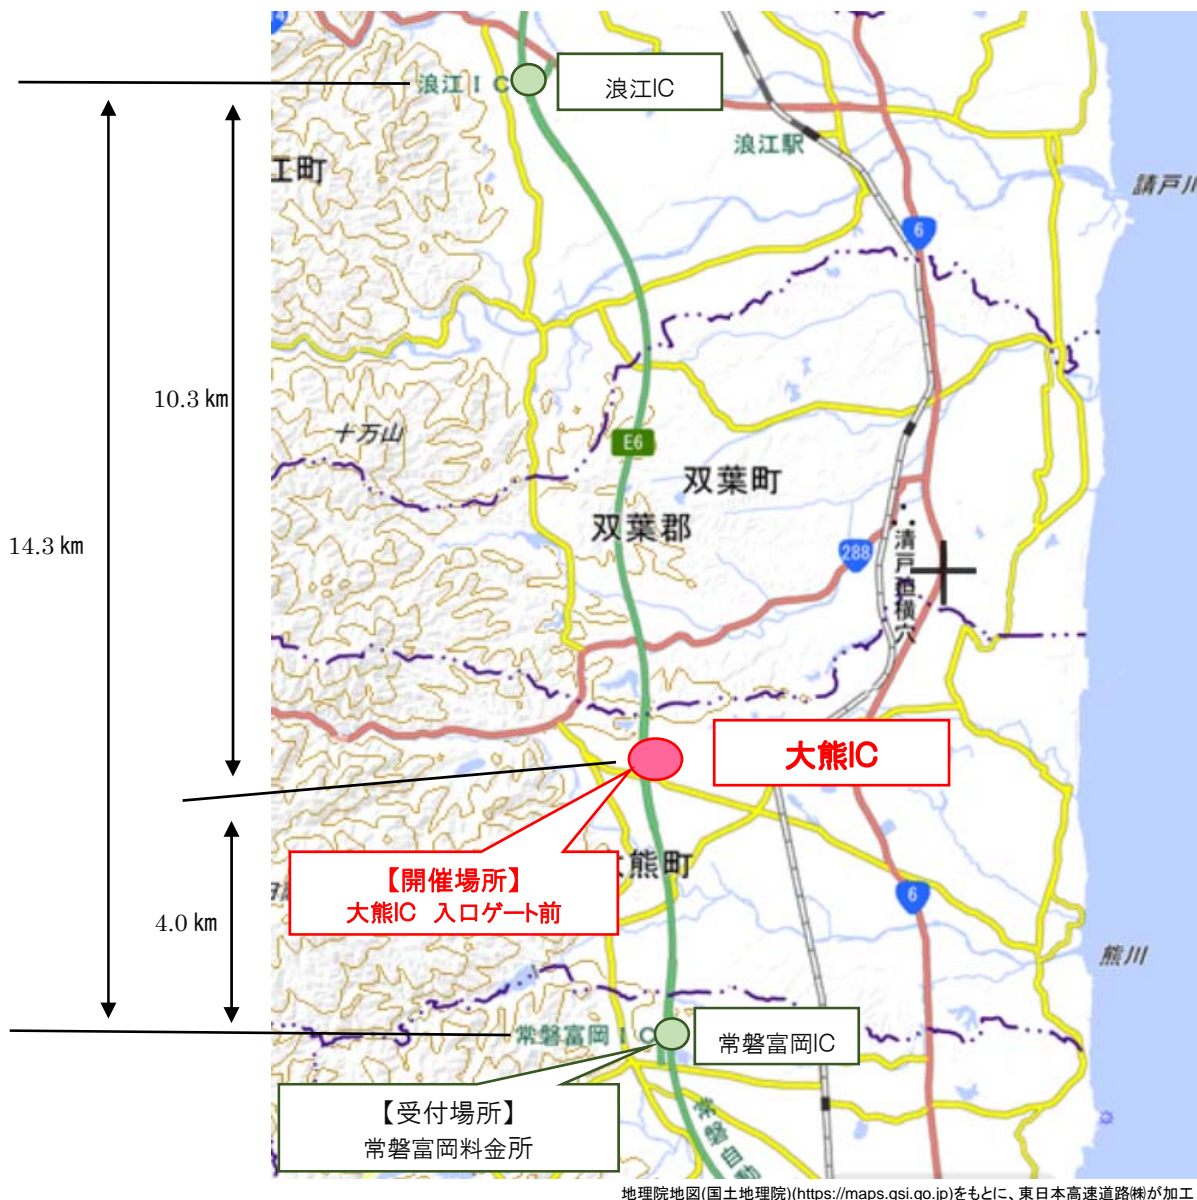 浪江IC
浪江IC
浪江駅
江町
請戸川
6
10.3 km
十万山
E6
双葉町
双葉郡
14.3 km
288
清戸廹横穴
大熊IC
【開催場所】
大熊IC 入口ゲート前
大熊町
6
4.0 km
熊川
常磐富岡IC
常磐富岡IC
【受付場所】
常磐富岡料金所
常磐自動
地理院地図(国土地理院)(https://maps.gsi.go.jp)をもとに、東日本高速道路㈱が加工